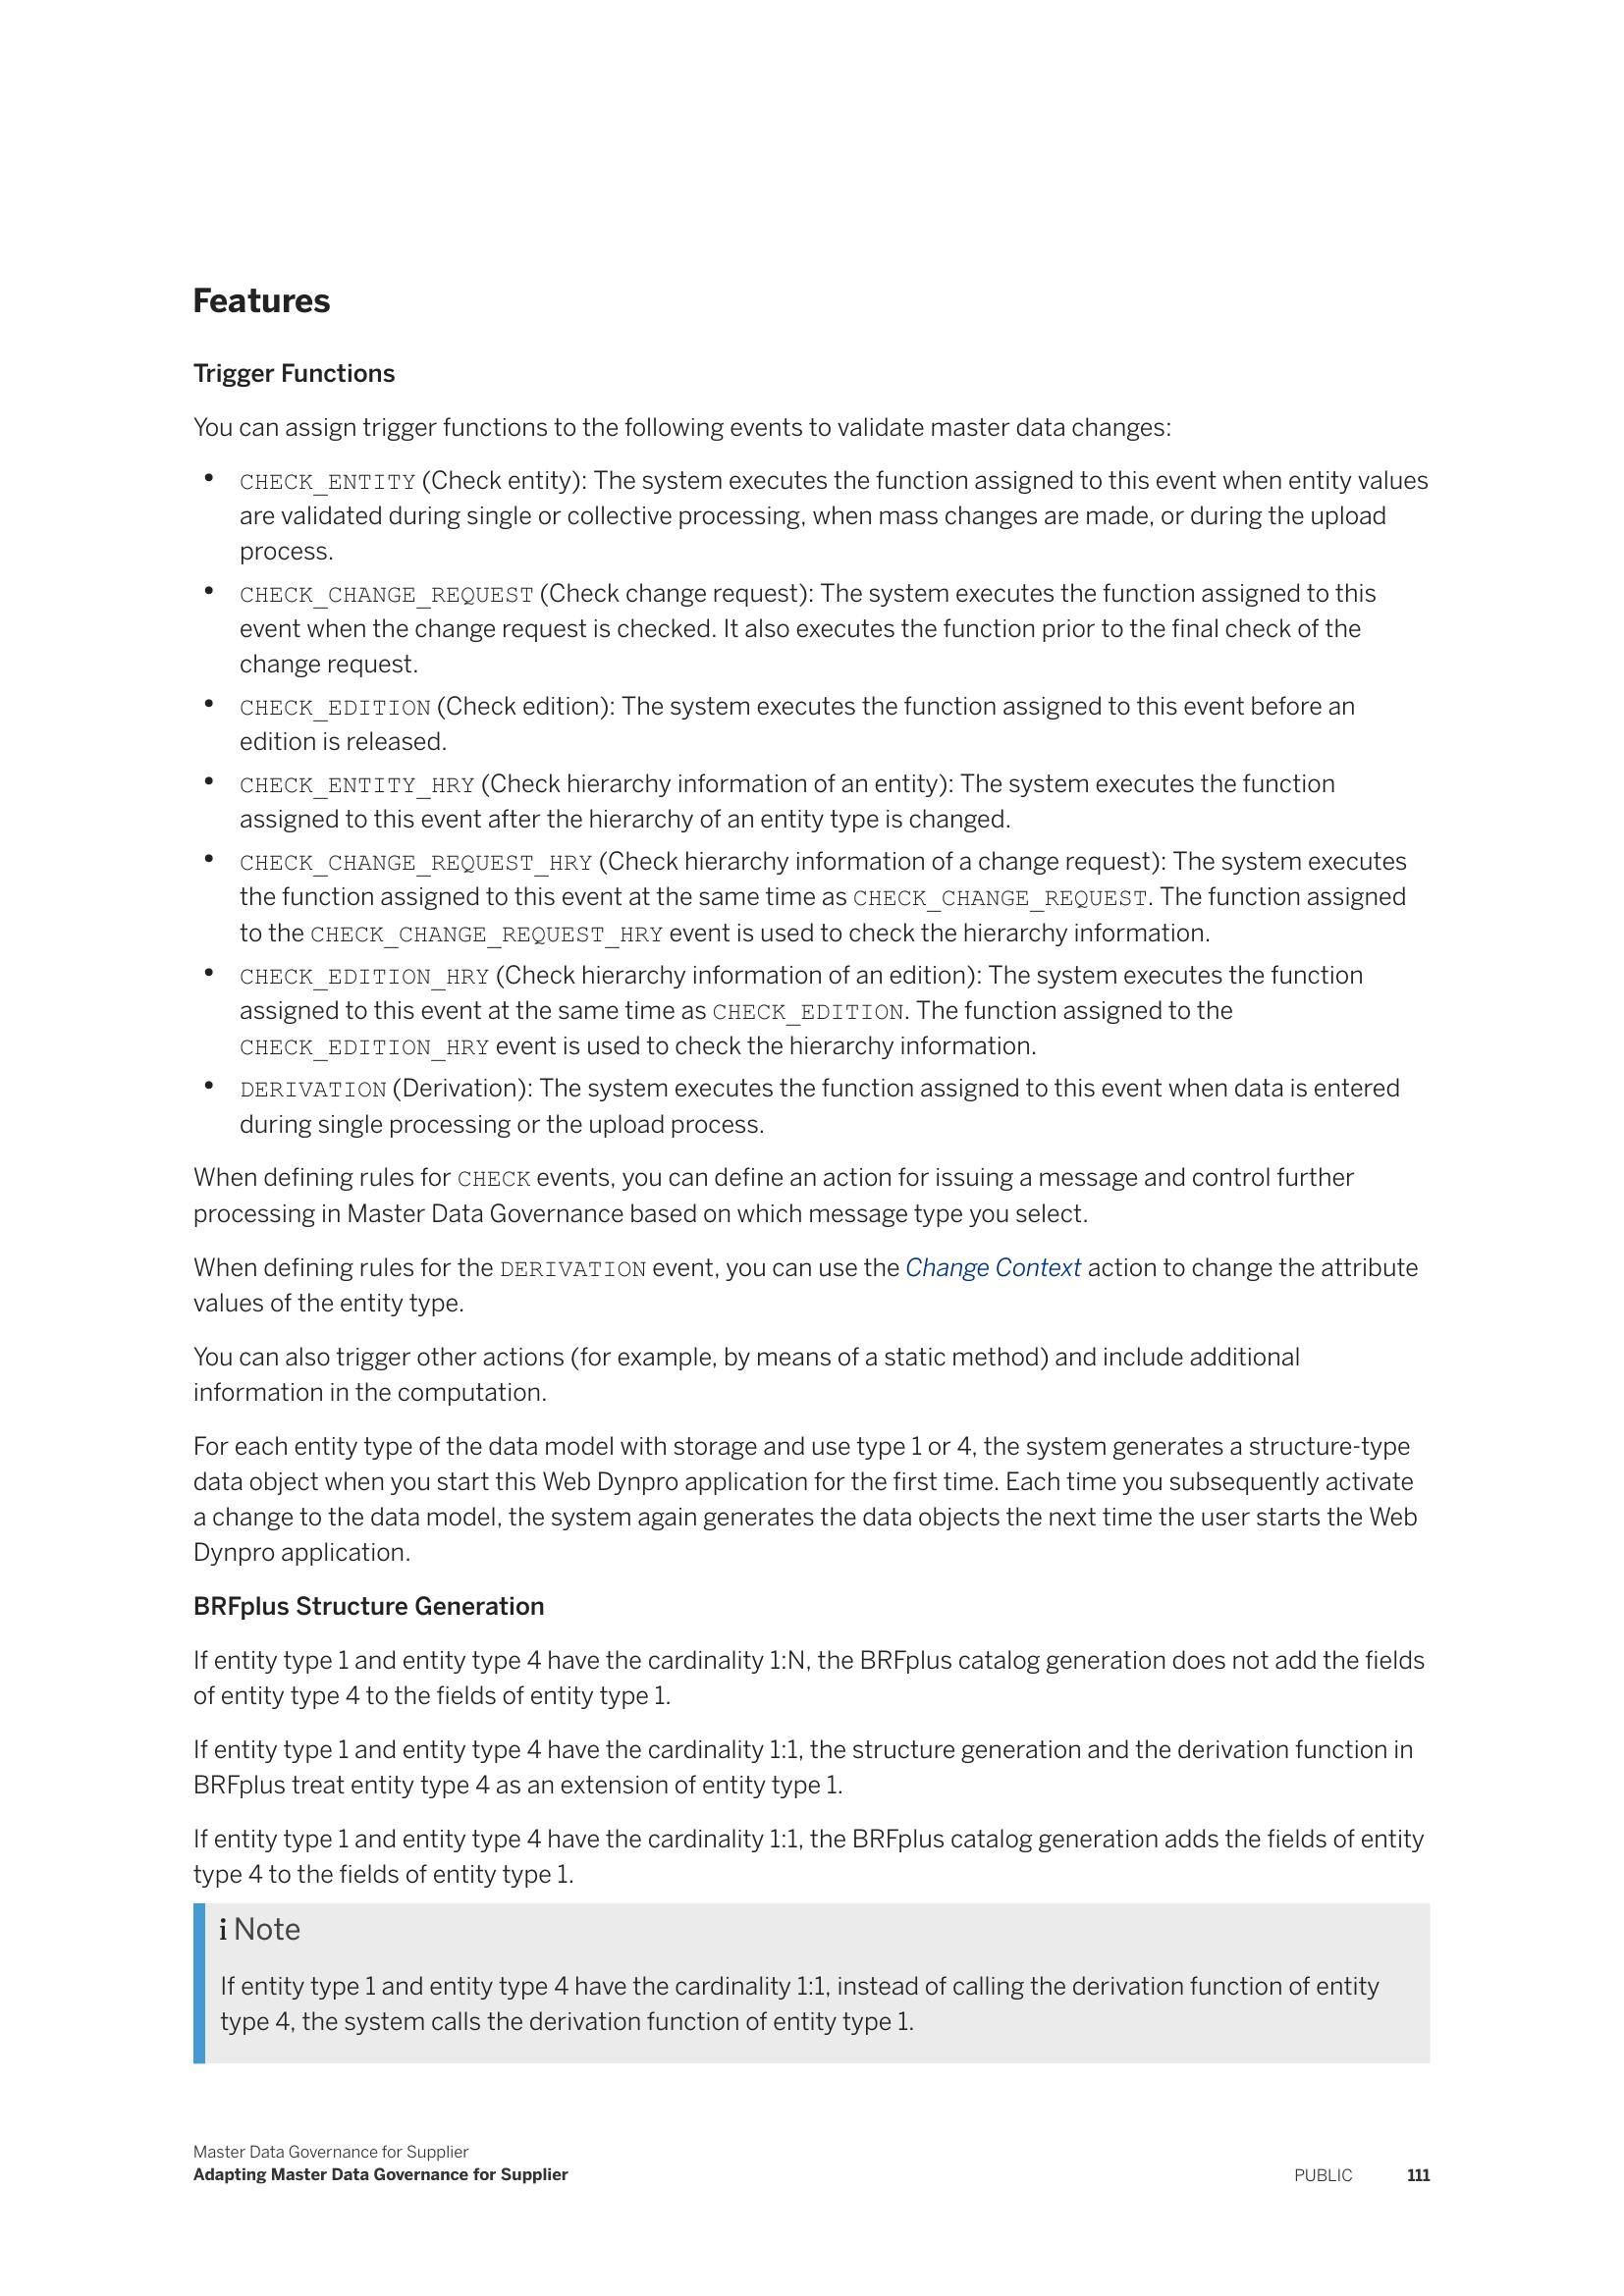 Features
Trigger Functions
You can assign trigger functions to the following events to validate master data changes:
• CHECK_ENTITY (Check entity): The system executes the function assigned to this event when entity values
are validated during single or collective processing, when mass changes are made, or during the upload
process.
• CHECK_CHANGE_REQUEST (Check change request): The system executes the function assigned to this
event when the change request is checked. It also executes the function prior to the final check of the
change request.
• CHECK_EDITION (Check edition): The system executes the function assigned to this event before an
edition is released.
• CHECK_ENTITY_HRY (Check hierarchy information of an entity): The system executes the function
assigned to this event after the hierarchy of an entity type is changed.
• CHECK_CHANGE_REQUEST_HRY (Check hierarchy information of a change request): The system executes
the function assigned to this event at the same time as CHECK_CHANGE_REQUEST. The function assigned
to the CHECK_CHANGE_REQUEST_HRY event is used to check the hierarchy information.
• CHECK_EDITION_HRY (Check hierarchy information of an edition): The system executes the function
assigned to this event at the same time as CHECK_EDITION. The function assigned to the
CHECK_EDITION_HRY event is used to check the hierarchy information.
• DERIVATION (Derivation): The system executes the function assigned to this event when data is entered
during single processing or the upload process.
When defining rules for CHECK events, you can define an action for issuing a message and control further
processing in Master Data Governance based on which message type you select.
When defining rules for the DERIVATION event, you can use the Change Context action to change the attribute
values of the entity type.
You can also trigger other actions (for example, by means of a static method) and include additional
information in the computation.
For each entity type of the data model with storage and use type 1 or 4, the system generates a structure-type
data object when you start this Web Dynpro application for the first time. Each time you subsequently activate
a change to the data model, the system again generates the data objects the next time the user starts the Web
Dynpro application.
BRFplus Structure Generation
If entity type 1 and entity type 4 have the cardinality 1:N, the BRFplus catalog generation does not add the fields
of entity type 4 to the fields of entity type 1.
If entity type 1 and entity type 4 have the cardinality 1:1, the structure generation and the derivation function in
BRFplus treat entity type 4 as an extension of entity type 1.
If entity type 1 and entity type 4 have the cardinality 1:1, the BRFplus catalog generation adds the fields of entity
type 4 to the fields of entity type 1.
i Note
If entity type 1 and entity type 4 have the cardinality 1:1, instead of calling the derivation function of entity
type 4, the system calls the derivation function of entity type 1.
Master Data Governance for Supplier
Adapting Master Data Governance for Supplier
PUBLIC 111